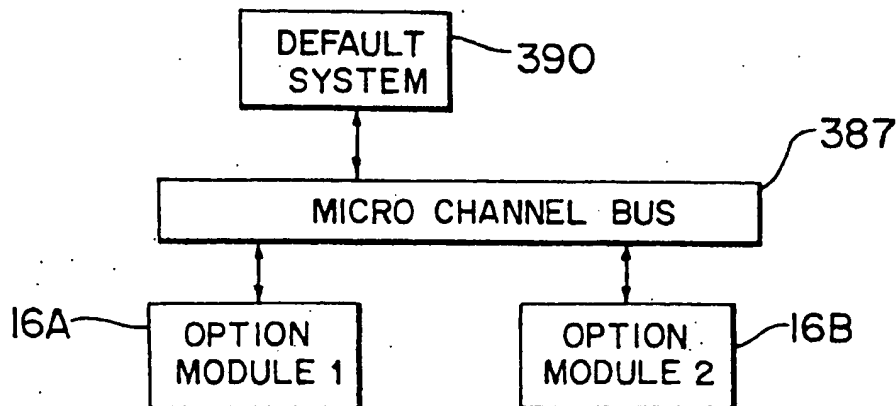 DEFAULT
SYSTEM
390
387
MICRO CHANNEL BUS
16A
OPTION
MODULE 1
OPTION
MODULE 2
16B